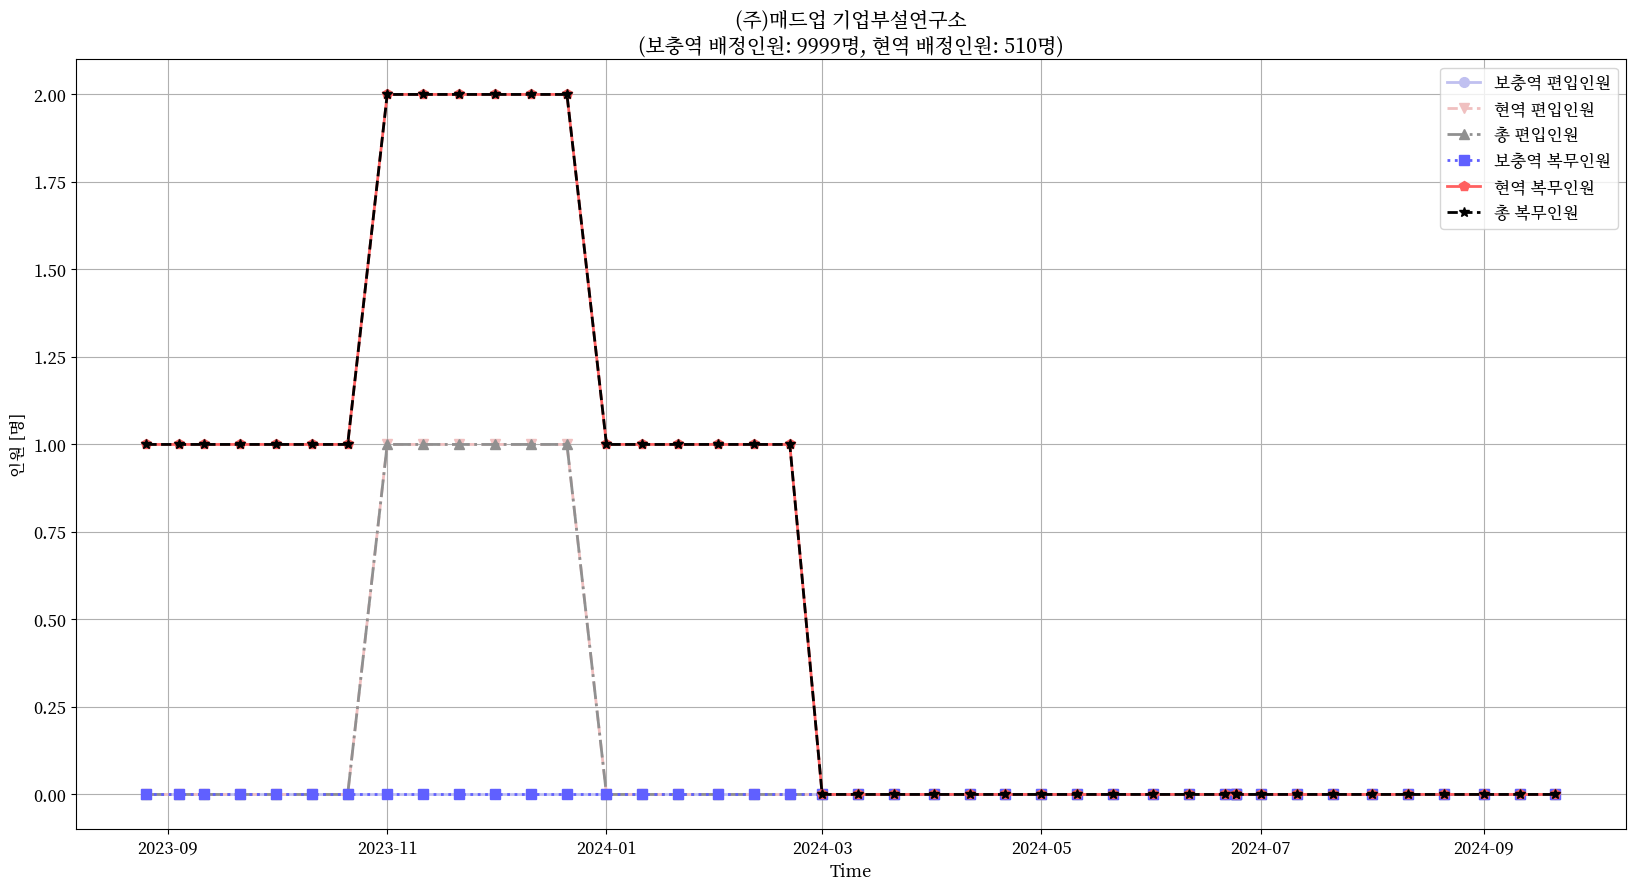 (주)매드업 기업부설연구소
(보충역 배정인원: 9999명, 현역 배정인원: 510명)
보충역 편입인원
현역 편입인원
총 편입인원
보충역 복무인원
현역 복무인원
총 복무인원
2.00
1.75
1.50
1.25
1.00
0.75
0.50
0.25
0.00
인원 [명]
2023-09 2023-11 2024-01 2024-03 2024-05 2024-07 2024-09
Time